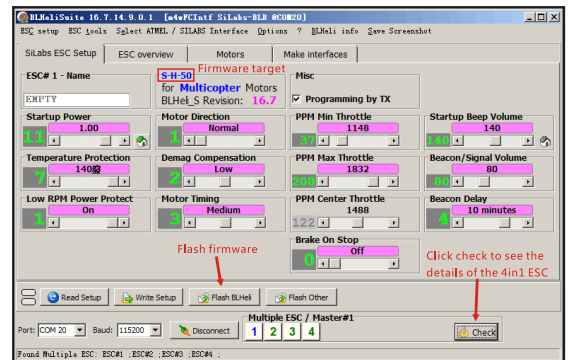 BLHeliSuite 16.7.14.9.0.1 [m4wFCIntf SiLabs-BLB @COM20]
ESC setup ESC tools Select ATMEL / SILABS Interface Options ? BLHeli info Save Screenshot
SiLabs ESC Setup ESC overview Motors Make interfaces
Firmware target
ESC# 1 - Name S-H-50 Misc
for Multicopter Motors
EMPTY BLHeli_S Revision: 16.7 Programming by TX
Startup Power Motor Direction PPM Min Throttle Startup Beep Volume
1.00 Normal 1148 140
11 1 37 140
Temperature Protection Demag Compensation PPM Max Throttle Beacon/Signal Volume
140 Low 1832 80
7 2 208 80
Low RPM Power Protect Motor Timing PPM Center Throttle Beacon Delay
On Medium 1488 10 minutes
1 3 122 4
Brake On Stop
Off
0
Flash firmware
Click check to see the
details of the 4in1 ESC
Read Setup Write Setup Flash BLHeli Flash Other
Multiple ESC / Master#1
Port: COM 20 Baud: 115200 Disconnect 1 2 3 4 Check
Found Multiple ESC: ESC#1 ;ESC#2 ;ESC#3 ;ESC#4 ;